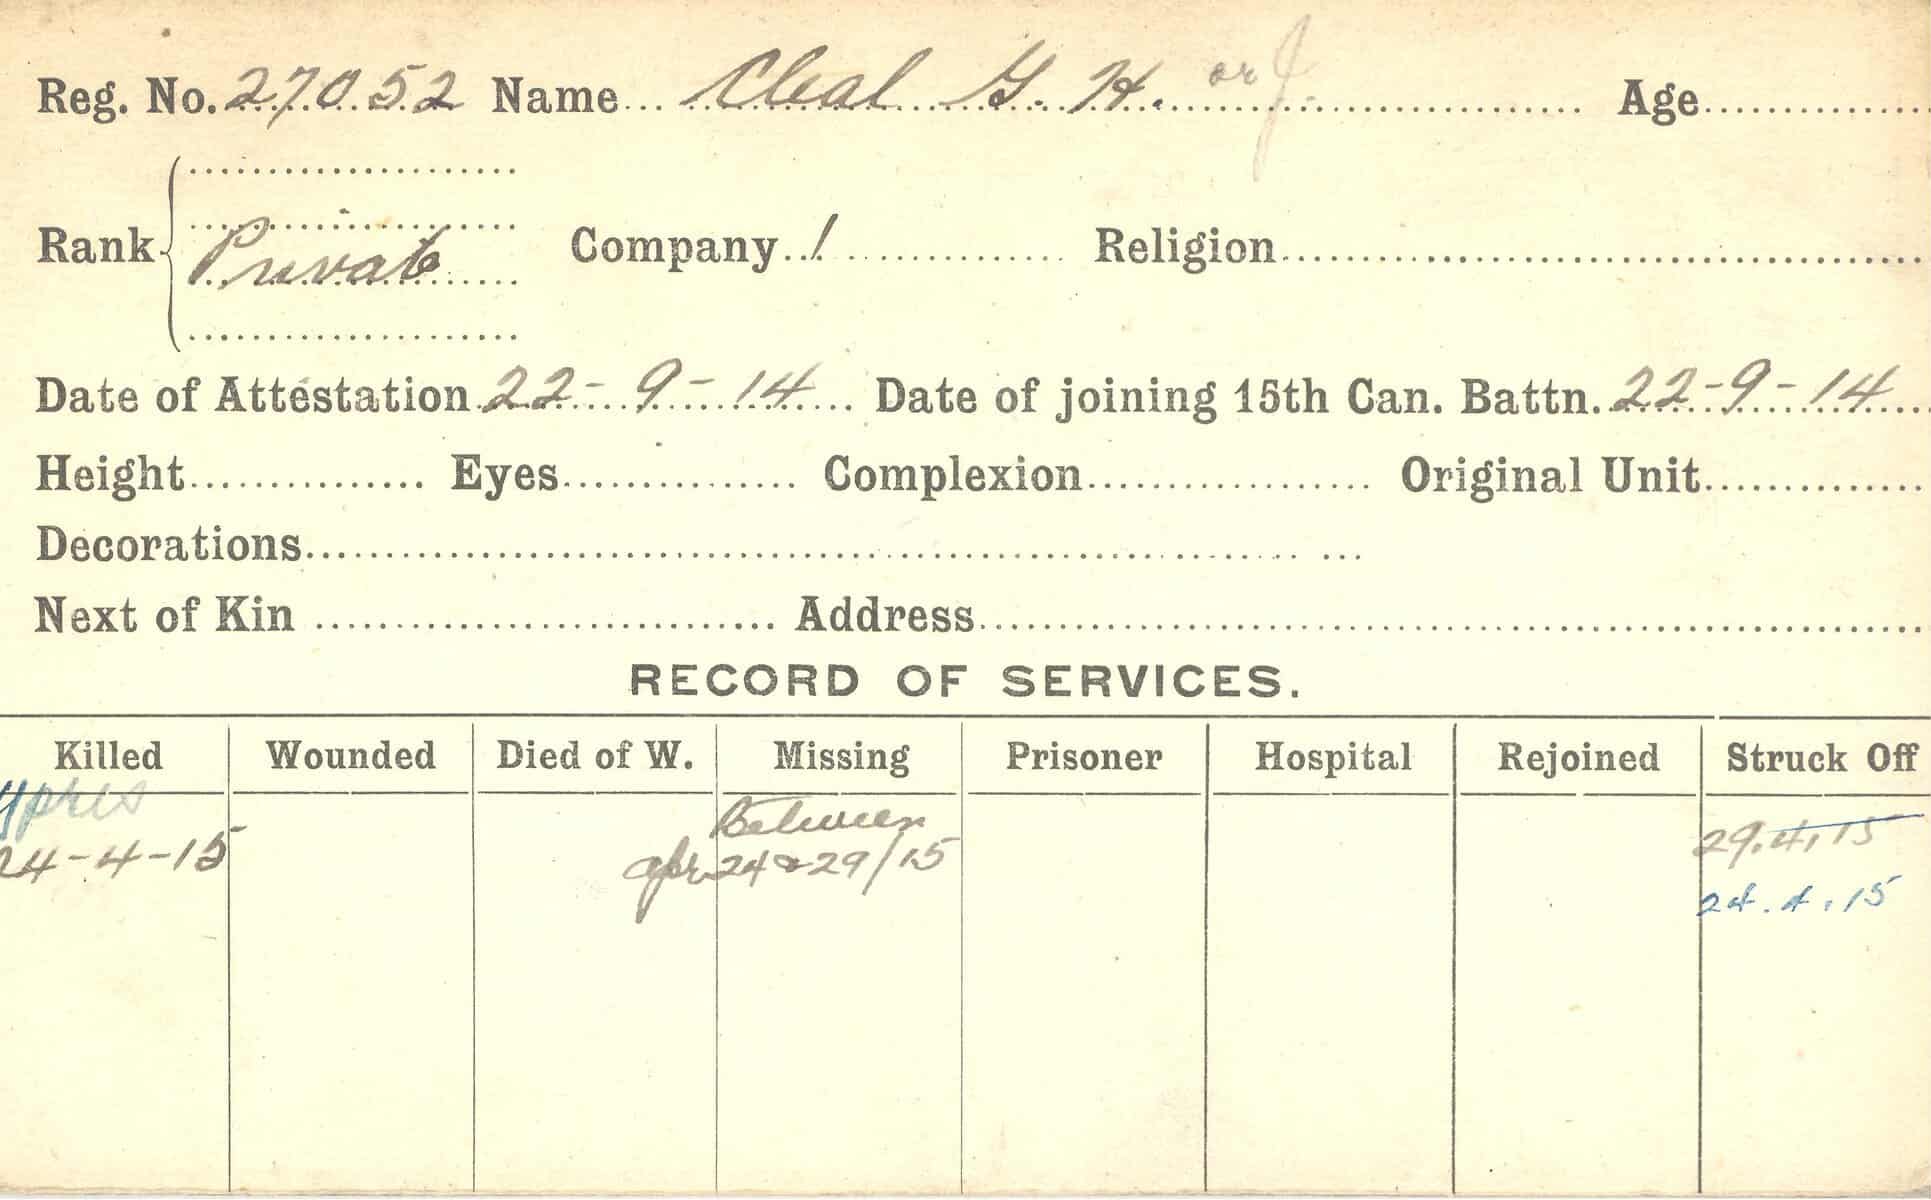 Reg. No. 27052 Name Cleal G. H. or J. Age
Rank Private Company 1 Religion
Date of Attestation 22-9-14 Date of joining 15th Can. Battn. 22-9-14
Height Eyes Complexion Original Unit
Decorations
Next of Kin Address
RECORD OF SERVICES.
Killed Wounded Died of W. Missing Prisoner Hospital Rejoined Struck Off
Ypres Between 29.4.15
24-4-15 Apr 24 & 29/15 24.4.15